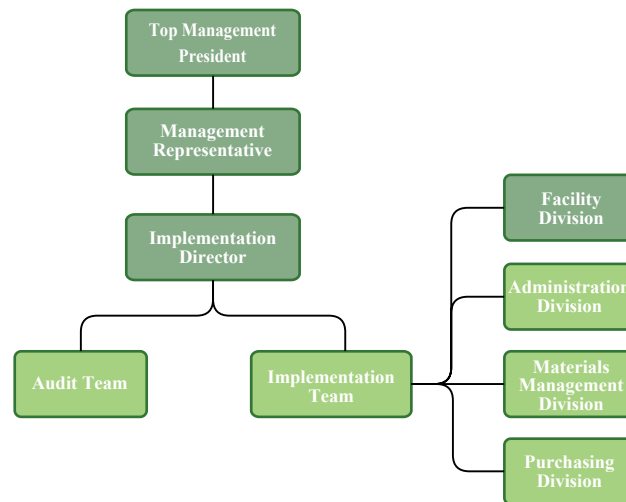 Top Management
President
Management
Representative
Implementation
Director
Audit Team
Implementation
Team
Facility
Division
Administration
Division
Materials
Management
Division
Purchasing
Division